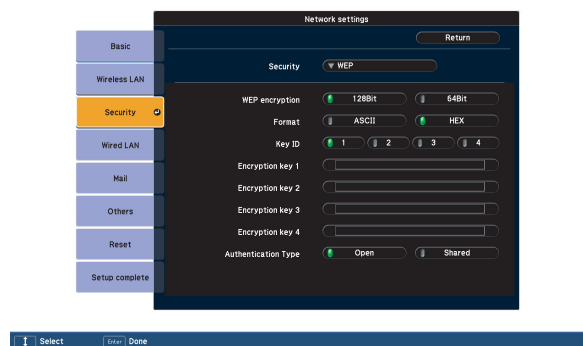 Network settings
Return
Basic
Wireless LAN
Security
Wired LAN
Mail
Others
Reset
Setup complete
Security WEP
WEP encryption 128Bit 64Bit
Format ASCII HEX
Key ID 1 2 3 4
Encryption key 1
Encryption key 2
Encryption key 3
Encryption key 4
Authentication Type Open Shared
Select Enter Done